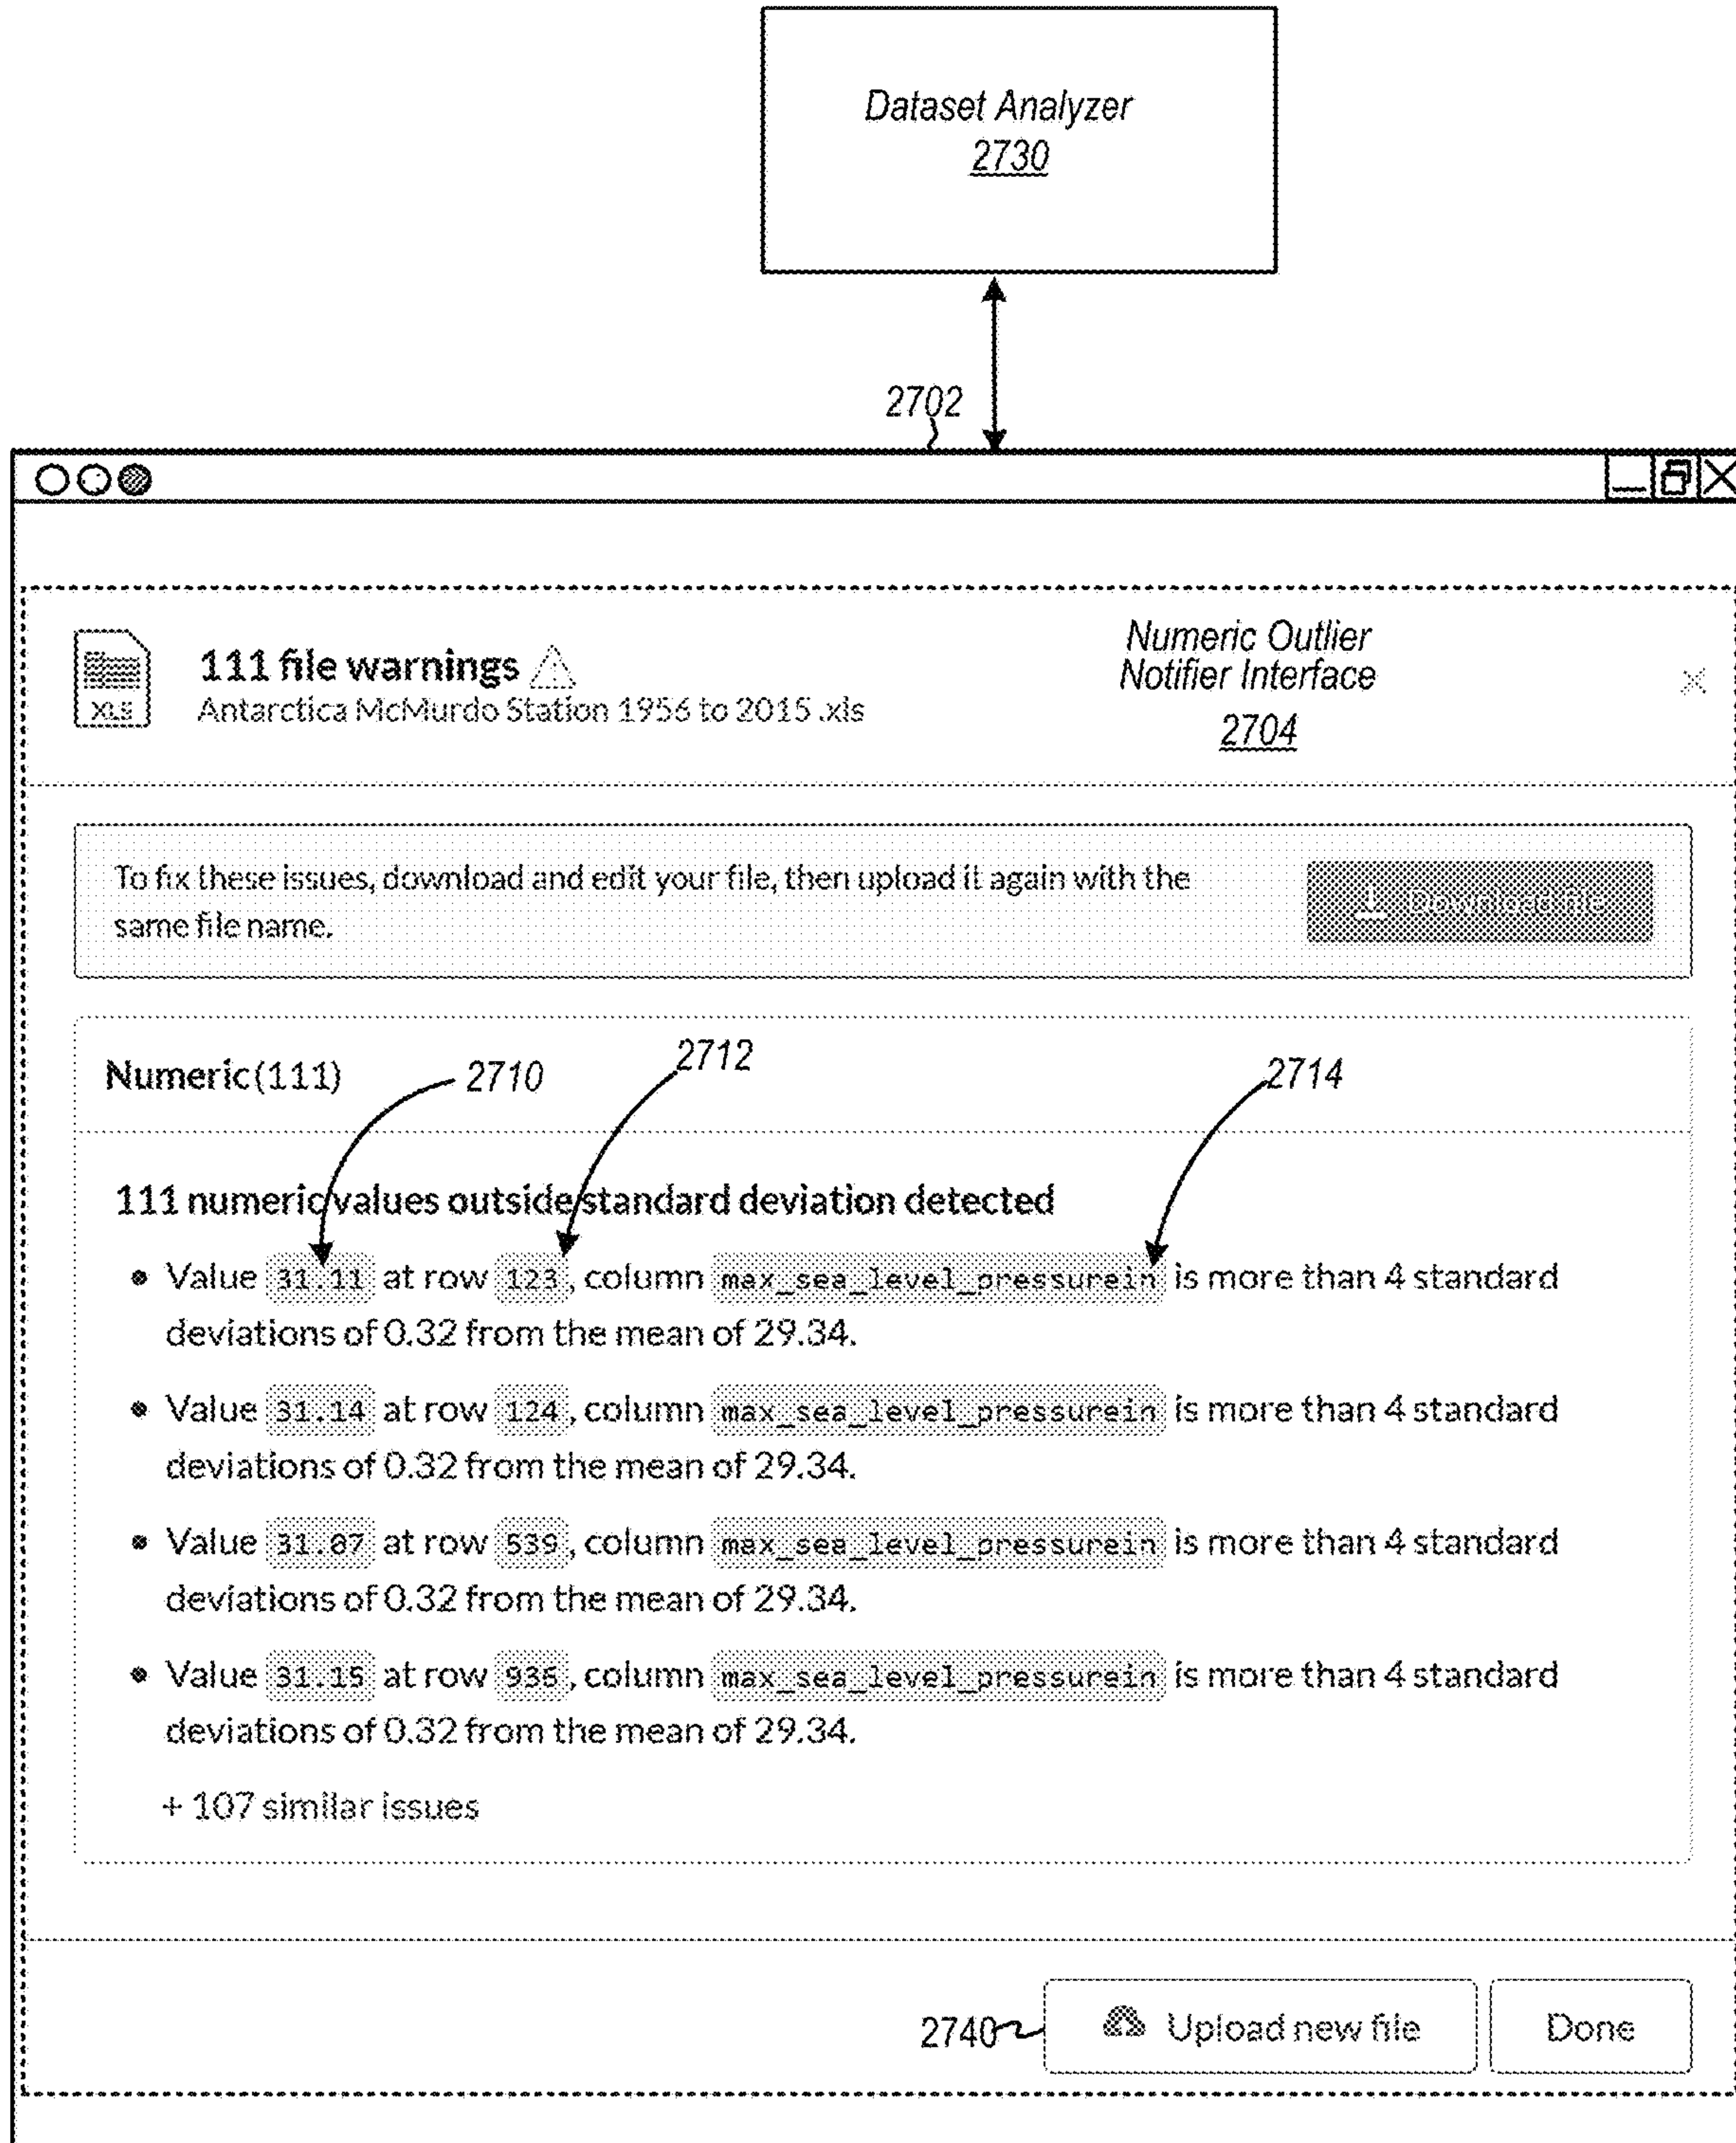 Dataset Analyzer
2730
2702
111 file warnings
Antarctica McMurdo Station 1956 to 2015 .xls
XLS
Numeric Outlier
Notifier Interface
2704
To fix these issues, download and edit your file, then upload it again with the
same file name.
Download file
Numeric (111)
2710
2712
2714
111 numeric values outside standard deviation detected
• Value 31.11 at row 123, column max_sea_level_pressurein is more than 4 standard
deviations of 0.32 from the mean of 29.34.
• Value 31.14 at row 124, column max_sea_level_pressurein is more than 4 standard
deviations of 0.32 from the mean of 29.34.
• Value 31.07 at row 539, column max_sea_level_pressurein is more than 4 standard
deviations of 0.32 from the mean of 29.34.
• Value 31.15 at row 936, column max_sea_level_pressurein is more than 4 standard
deviations of 0.32 from the mean of 29.34.
+ 107 similar issues
2740
Upload new file
Done